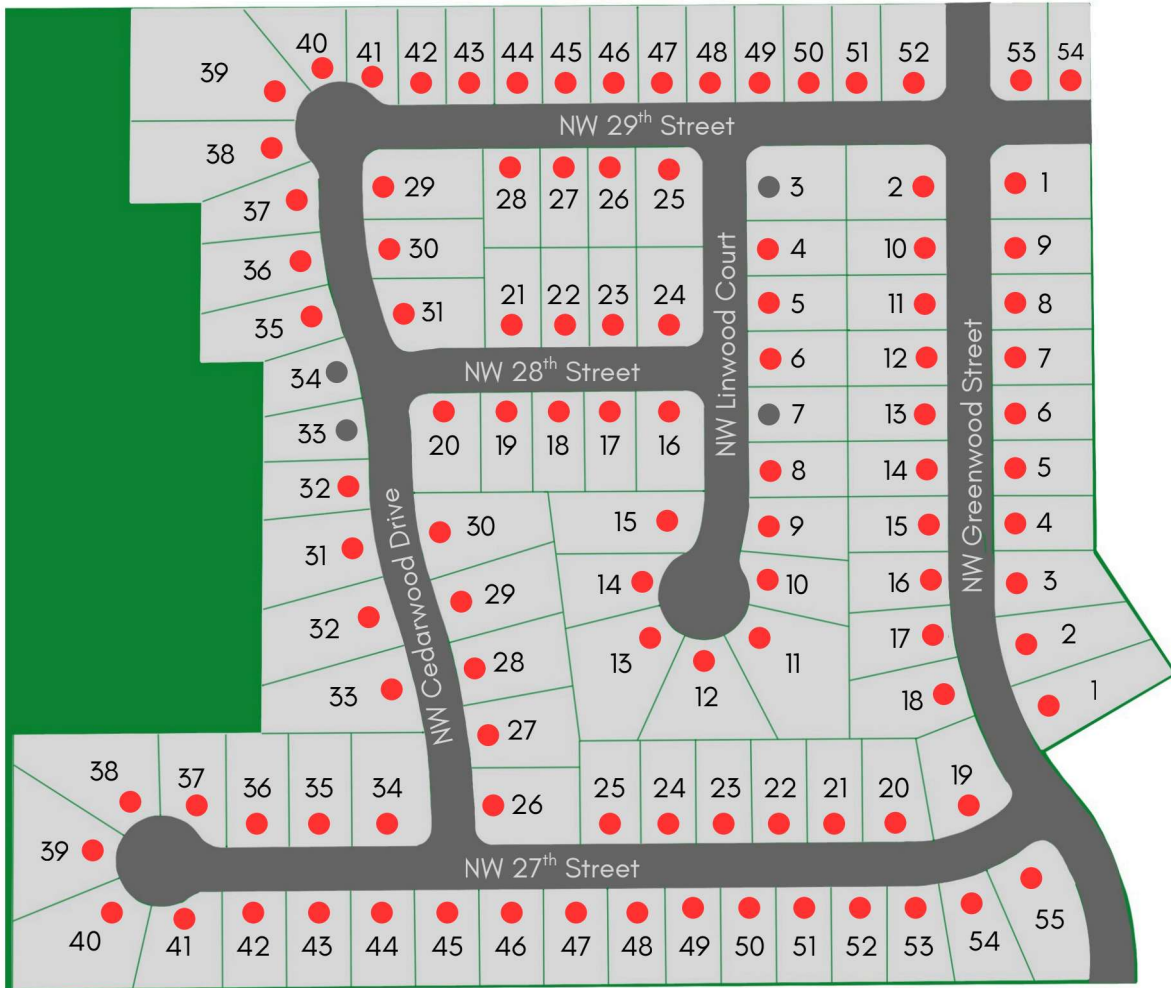 40 41 42 43 44 45 46 47 48 49 50 51 52 53 54
39
NW 29th Street
38
29 28 27 26 25 3 2 1
37
30 4 10 9
36
31 21 22 23 24 5 11 8
35
NW Linwood Court
34 NW 28th Street 6 12 7
33 20 19 18 17 16 7 13 6
NW Greenwood Street
32 8 14 5
31 30 15 9 15 4
NW Cedarwood Drive
32 29 14 10 16 3
33 28 13 12 11 17 2
27 18 1
38 37 36 35 34 26 25 24 23 22 21 20 19
39
NW 27th Street
40 41 42 43 44 45 46 47 48 49 50 51 52 53 54 55